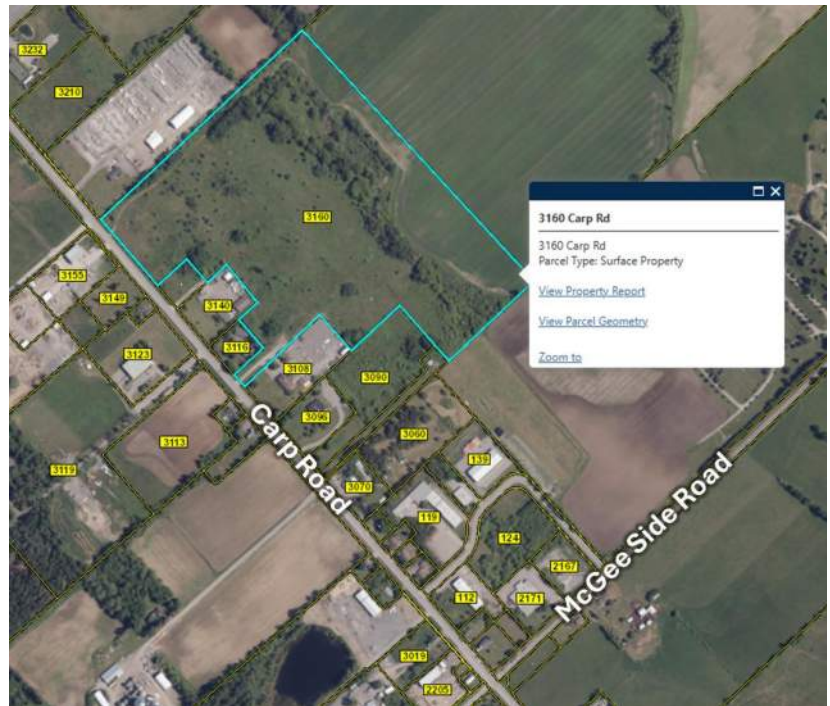 3232
3210
3160
3160 Carp Rd
3160 Carp Rd
Parcel Type: Surface Property
View Property Report
View Parcel Geometry
Zoom to
3155
3149
3140
3116
3123
3108
3090
3096
3113
3060
3119
Carp Road
139
3070
119
124
McGee Side Road
2167
112
2171
3019
2205